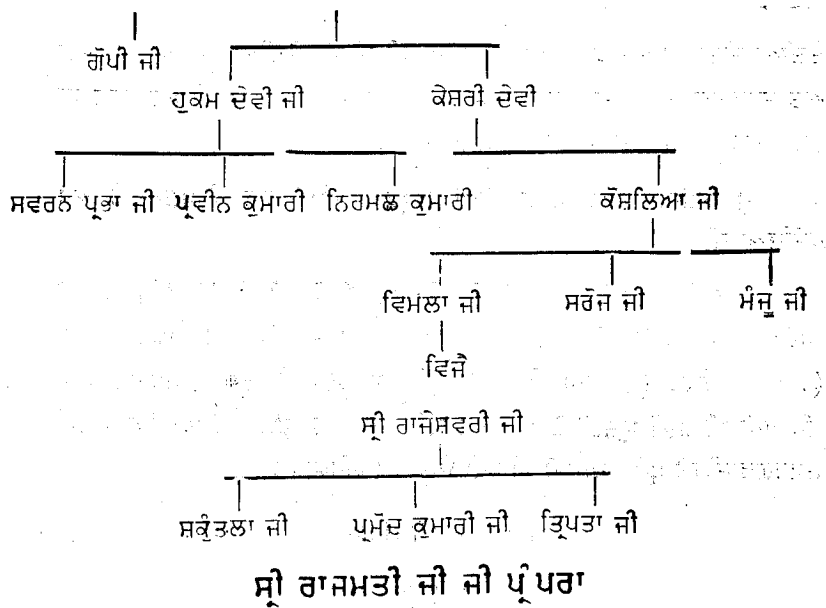 ਗੋਪੀ ਜੀ
ਹੁਕਮ ਦੇਵੀ ਜੀ ਕੇਸ਼ਰੀ ਦੇਵੀ
ਸਵਰਨ ਪ੍ਰਭਾ ਜੀ ਪ੍ਰਵੀਨ ਕੁਮਾਰੀ ਨਿਰਮਲ ਕੁਮਾਰੀ ਕੌਸ਼ਲਿਆ ਜੀ
ਵਿਮਲਾ ਜੀ ਸਰੋਜ ਜੀ ਮੰਜੂ ਜੀ
ਵਿਜੈ
ਸ੍ਰੀ ਰਾਜੇਸ਼ਵਰੀ ਜੀ
ਸ਼ਕੁੰਤਲਾ ਜੀ ਪ੍ਰਮੋਦ ਕੁਮਾਰੀ ਜੀ ਤ੍ਰਿਪਤਾ ਜੀ
ਸ੍ਰੀ ਰਾਜਮਤੀ ਜੀ ਜੀ ਪ੍ਰੰਪਰਾ